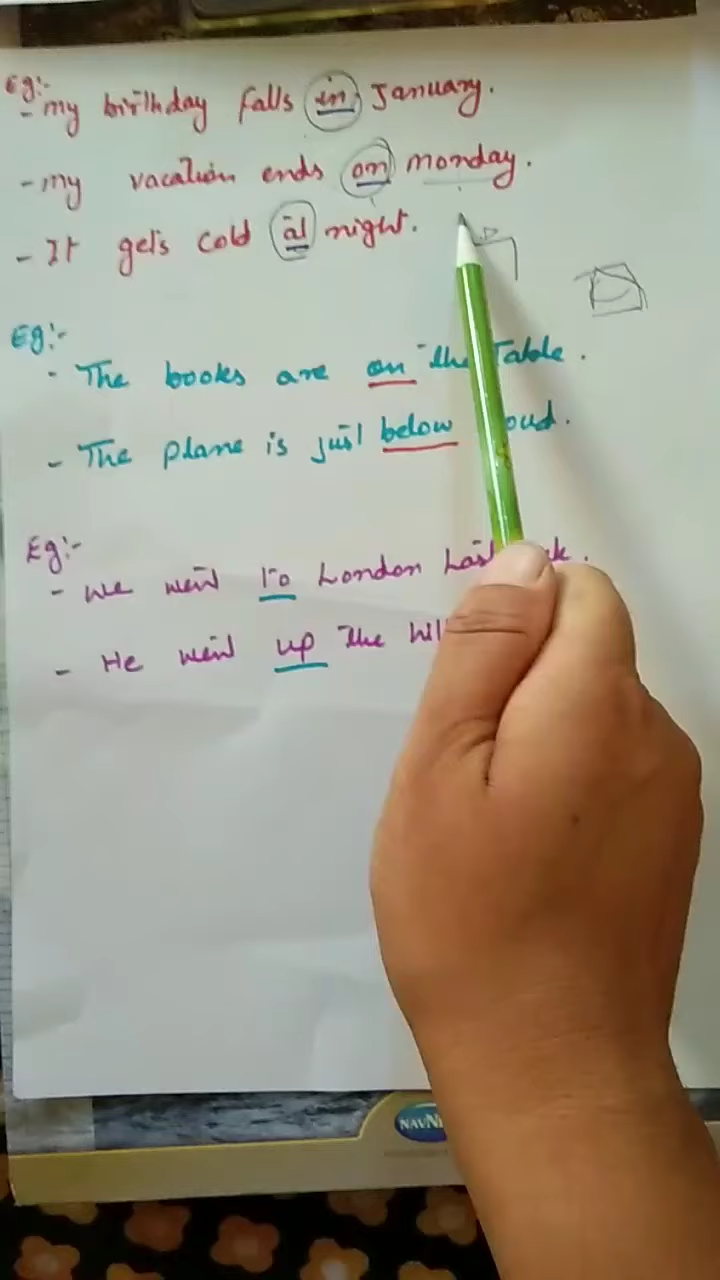 Eg:-
- my birthday falls in January.
- my vacation ends on monday.
- It gets cold at night.
Eg:-
- The books are on the Table.
- The plane is just below
Eg:-
- We went to London Last
- He went up the